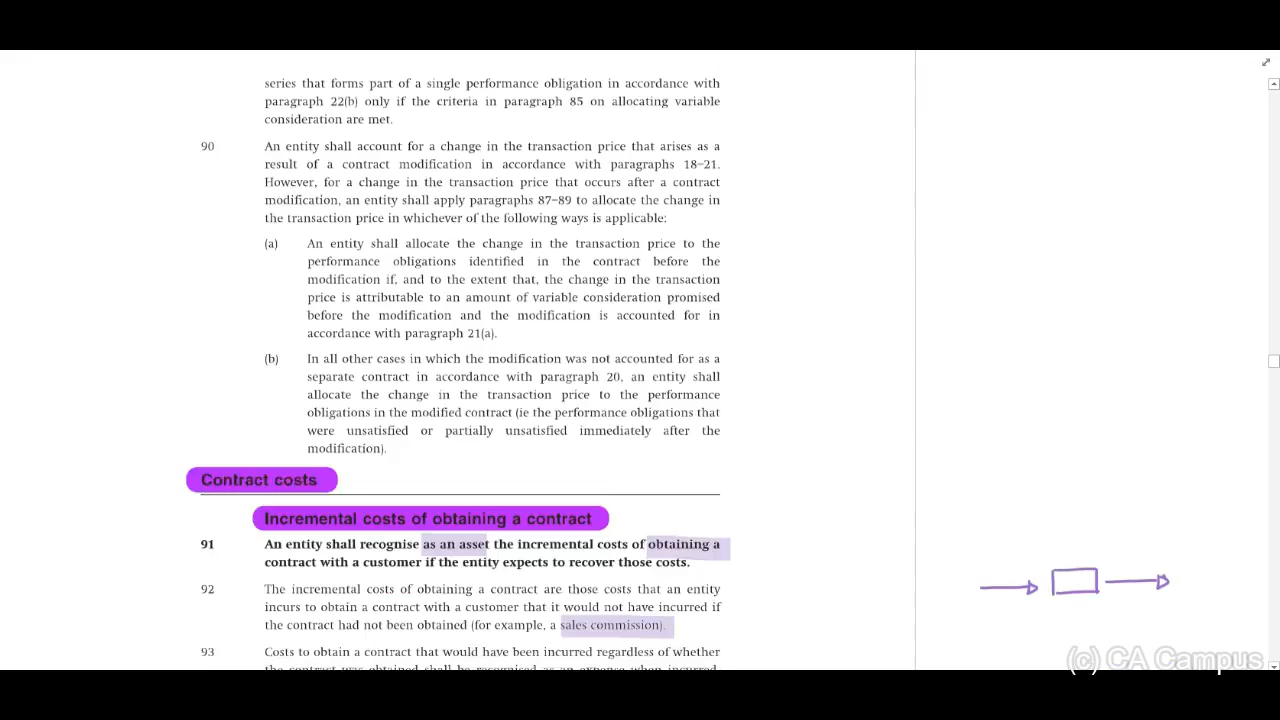 series that forms part of a single performance obligation in accordance with
paragraph 22(b) only if the criteria in paragraph 85 on allocating variable
consideration are met.
90 An entity shall account for a change in the transaction price that arises as a
result of a contract modification in accordance with paragraphs 18–21.
However, for a change in the transaction price that occurs after a contract
modification, an entity shall apply paragraphs 87–89 to allocate the change in
the transaction price in whichever of the following ways is applicable:
(a) An entity shall allocate the change in the transaction price to the
performance obligations identified in the contract before the
modification if, and to the extent that, the change in the transaction
price is attributable to an amount of variable consideration promised
before the modification and the modification is accounted for in
accordance with paragraph 21(a).
(b) In all other cases in which the modification was not accounted for as a
separate contract in accordance with paragraph 20, an entity shall
allocate the change in the transaction price to the performance
obligations in the modified contract (ie the performance obligations that
were unsatisfied or partially unsatisfied immediately after the
modification).
Contract costs
Incremental costs of obtaining a contract
91 An entity shall recognise as an asset the incremental costs of obtaining a
contract with a customer if the entity expects to recover those costs.
92 The incremental costs of obtaining a contract are those costs that an entity
incurs to obtain a contract with a customer that it would not have incurred if
the contract had not been obtained (for example, a sales commission).
93 Costs to obtain a contract that would have been incurred regardless of whether
the contract was obtained shall be recognised as an expense when incurred,
(c) CA Campus